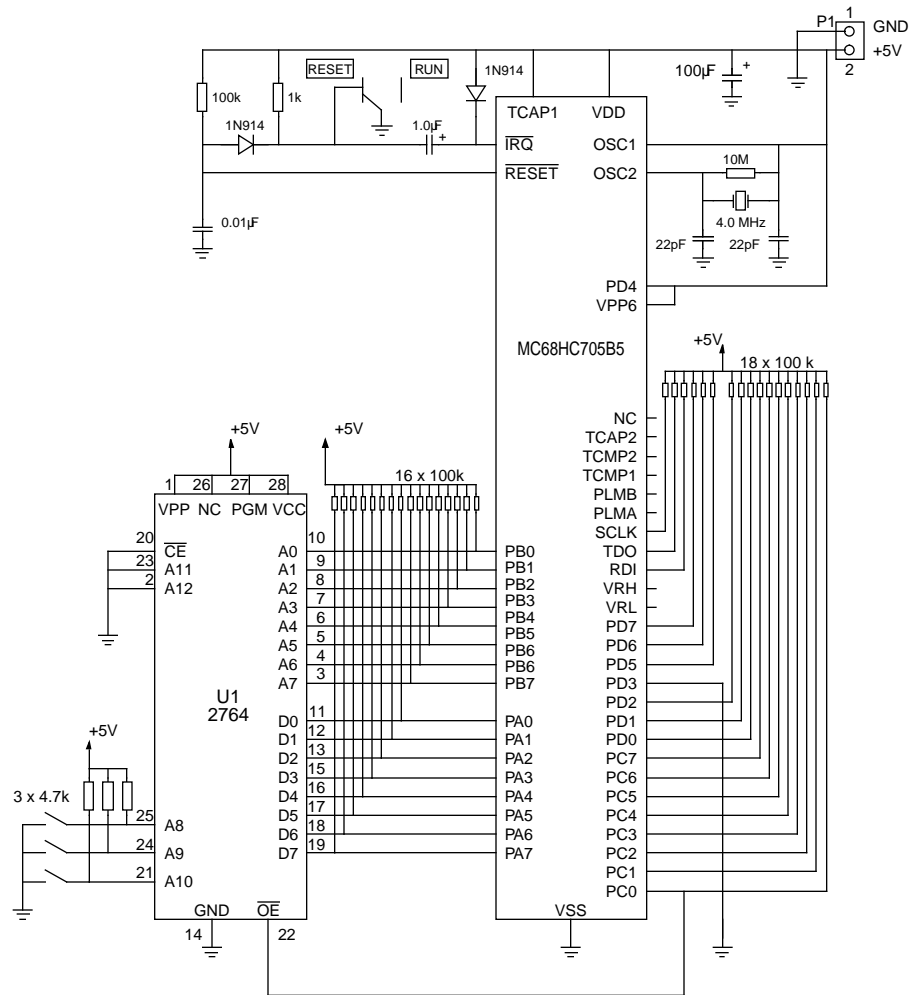 P1
1
GND
+5V
2
RESET
RUN
1N914
100µF
+
100k
1k
1N914
1.0µF
+
TCAP1
VDD
IRQ
OSC1
RESET
OSC2
10M
4.0 MHz
22pF
22pF
0.01µF
PD4
VPP6
MC68HC705B5
+5V
18 x 100 k
NC
TCAP2
TCMP2
TCMP1
PLMB
PLMA
SCLK
TDO
RDI
VRH
VRL
PD7
PD6
PD5
PD3
PD2
PD1
PD0
PC7
PC6
PC5
PC4
PC3
PC2
PC1
PC0
+5V
+5V
16 x 100k
1
26
27
28
VPP
NC
PGM
VCC
20
CE
23
A11
2
A12
A0
10
PB0
A1
9
PB1
A2
8
PB2
A3
7
PB3
A4
6
PB4
A5
5
PB5
A6
4
PB6
A7
3
PB7
U1
2764
D0
11
PA0
D1
12
PA1
D2
13
PA2
D3
15
PA3
D4
16
PA4
D5
17
PA5
D6
18
PA6
D7
19
PA7
+5V
3 x 4.7k
25
A8
24
A9
21
A10
GND
OE
14
22
VSS